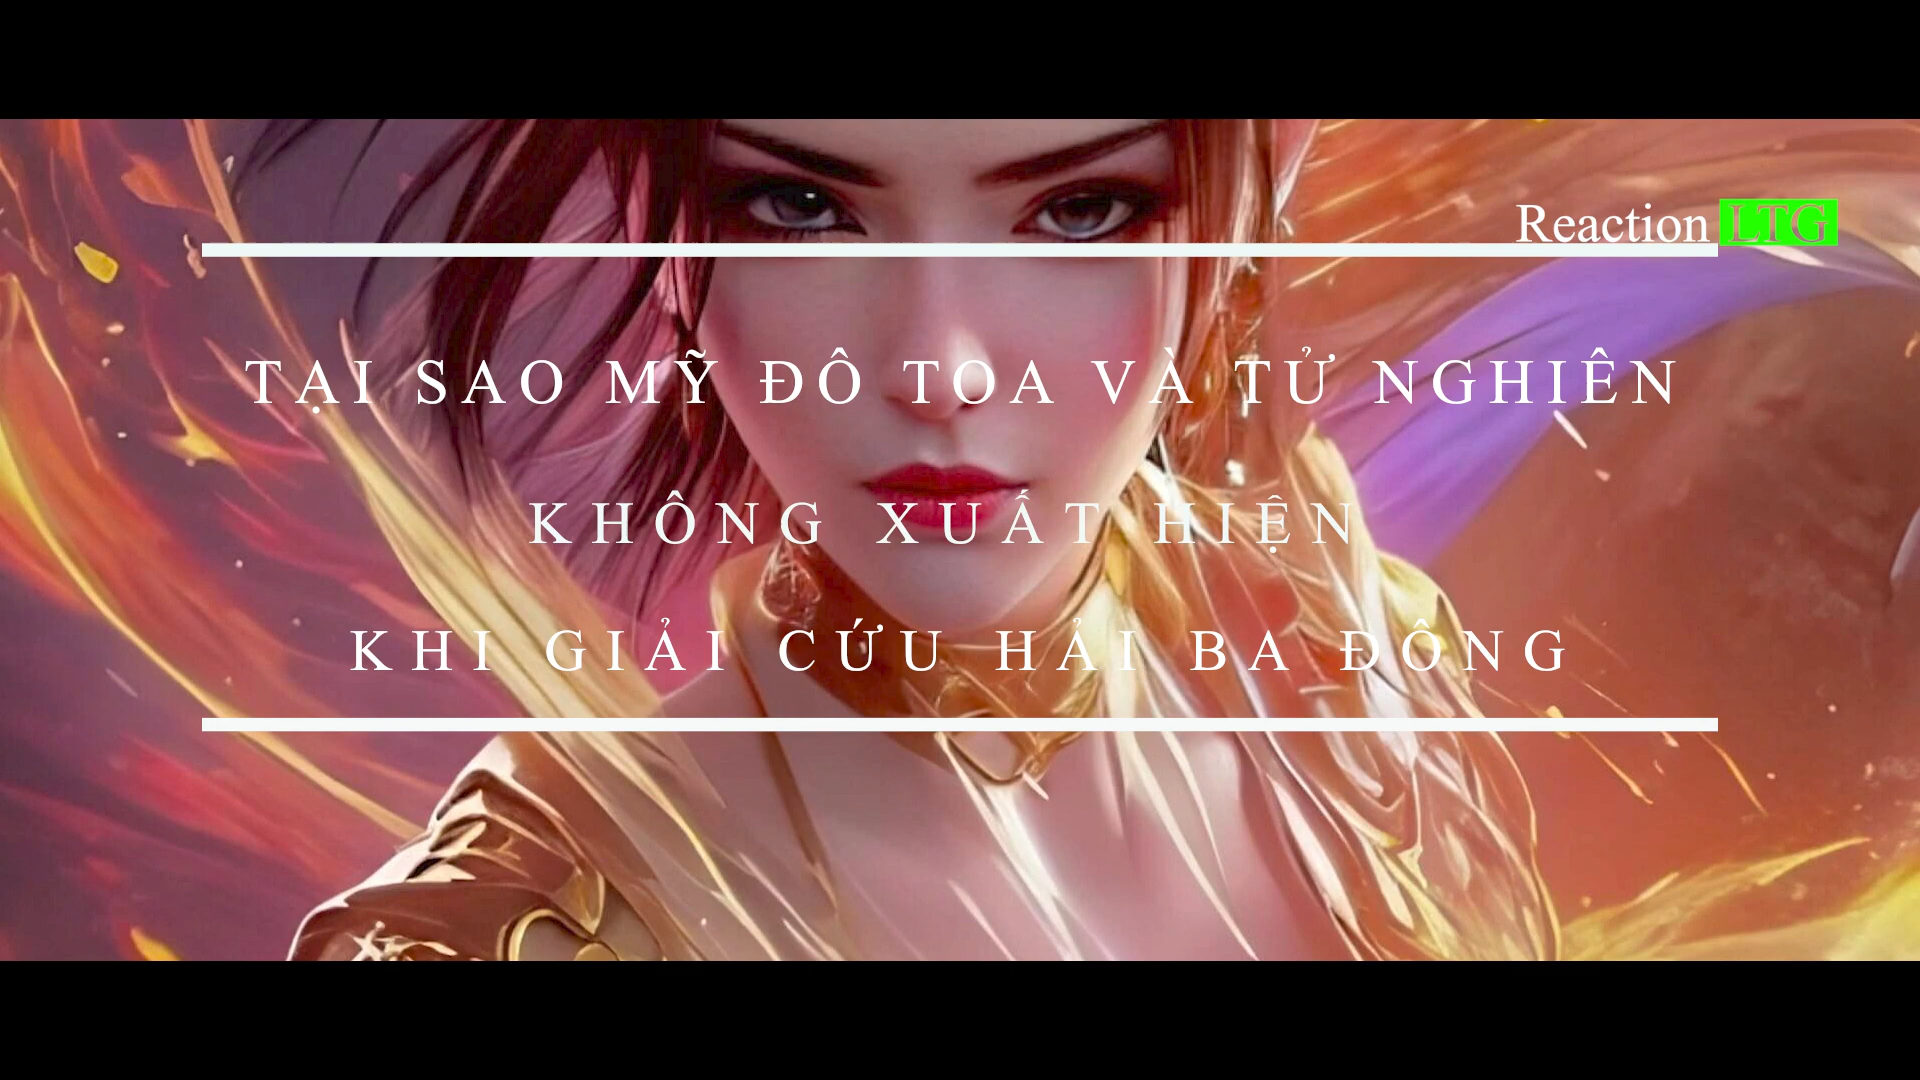 Reaction LTG
TẠI SAO MỸ ĐÔ TOA VÀ TỬ NGHIÊN
KHÔNG XUẤT HIỆN
KHI GIẢI CỨU HẢI BA ĐÔNG